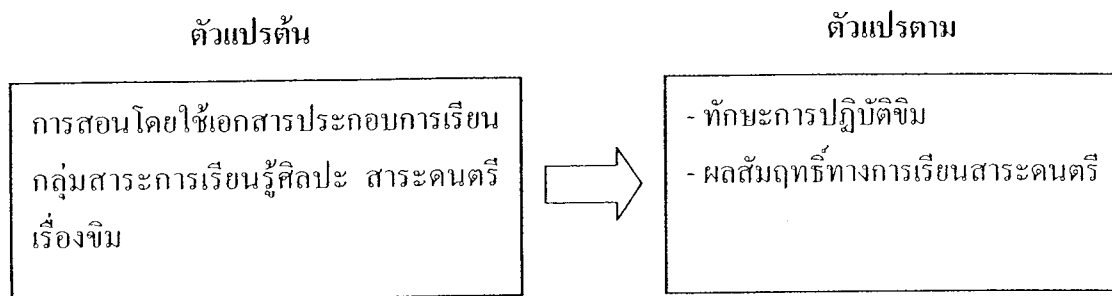 ตัวแปรต้น
การสอนโดยใช้เอกสารประกอบการเรียน
กลุ่มสาระการเรียนรู้ศิลปะ สาระดนตรี
เรื่องขิม
ตัวแปรตาม
- ทักษะการปฏิบัติขิม
- ผลสัมฤทธิ์ทางการเรียนสาระดนตรี